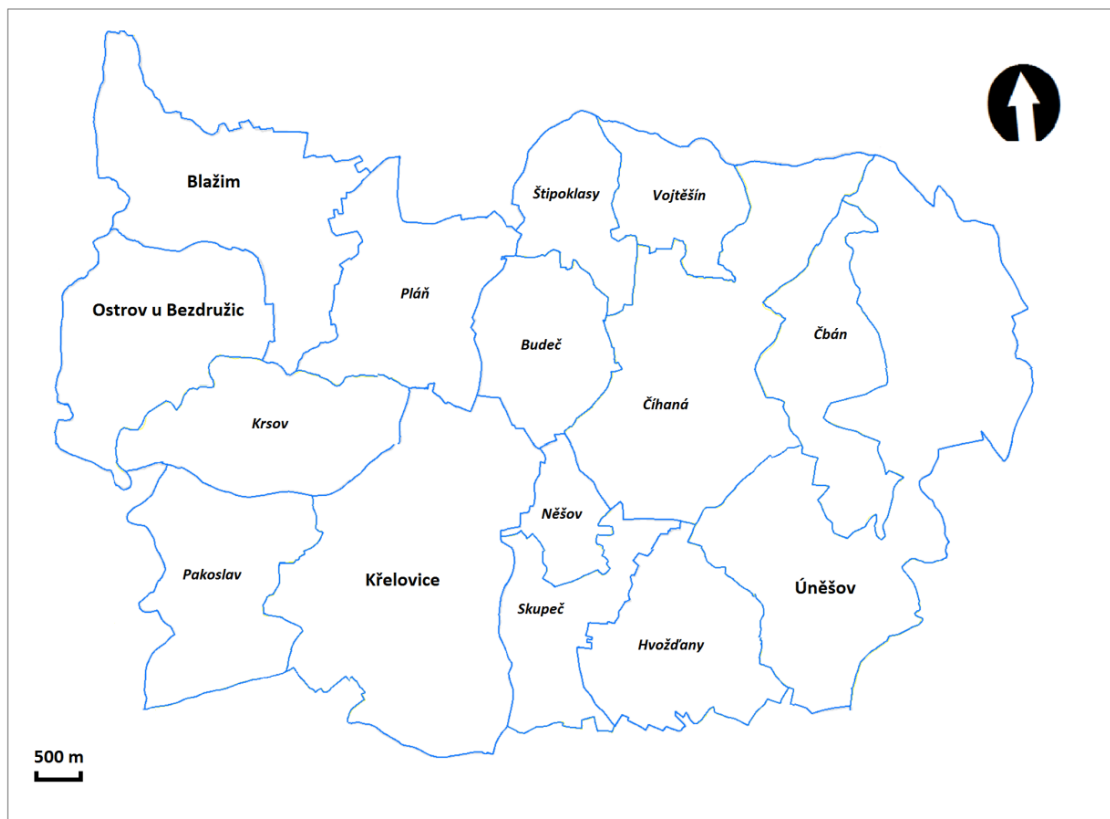 Blažim
Štipoklasy
Vojtěšín
Pláň
Ostrov u Bezdružic
Budeč
Čbán
Číhaná
Krsov
Něšov
Pakoslav
Křelovice
Úněšov
Skupeč
Hvožďany
500 m